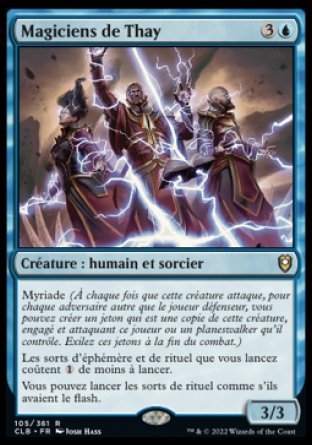 Magiciens de Thay 3
Créature : humain et sorcier
Myriade (À chaque fois que cette créature attaque, pour
chaque adversaire autre que le joueur défenseur, vous
pouvez créer un jeton qui est une copie de cette créature,
engagé et attaquant ce joueur ou un planeswalker qu'il
contrôle. Exilez ces jetons à la fin du combat.)
Les sorts d'éphémère et de rituel que vous lancez
coûtent 1 de moins à lancer.
Vous pouvez lancer les sorts de rituel comme s'ils
avaient le flash.
3/3
105/361 R
CLB • FR Josh Hass
™ & © 2022 Wizards of the Coast